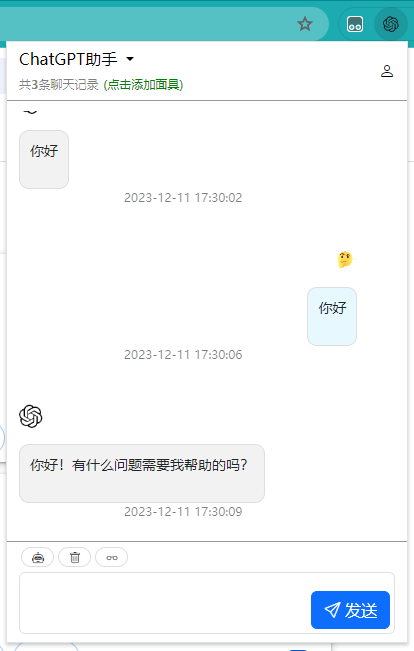 ChatGPT助手
共3条聊天记录 (点击添加面具)
你好
2023-12-11 17:30:02
你好
2023-12-11 17:30:06
你好！有什么问题需要我帮助的吗？
2023-12-11 17:30:09
发送